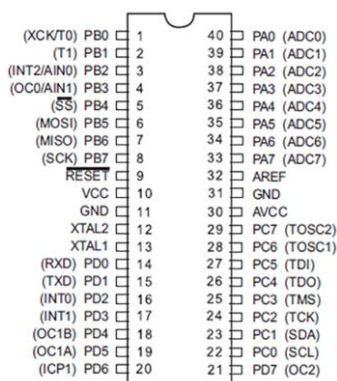 (XCK/T0) PB0 1 40 PA0 (ADC0)
(T1) PB1 2 39 PA1 (ADC1)
(INT2/AIN0) PB2 3 38 PA2 (ADC2)
(OC0/AIN1) PB3 4 37 PA3 (ADC3)
(SS) PB4 5 36 PA4 (ADC4)
(MOSI) PB5 6 35 PA5 (ADC5)
(MISO) PB6 7 34 PA6 (ADC6)
(SCK) PB7 8 33 PA7 (ADC7)
RESET 9 32 AREF
VCC 10 31 GND
GND 11 30 AVCC
XTAL2 12 29 PC7 (TOSC2)
XTAL1 13 28 PC6 (TOSC1)
(RXD) PD0 14 27 PC5 (TDI)
(TXD) PD1 15 26 PC4 (TDO)
(INT0) PD2 16 25 PC3 (TMS)
(INT1) PD3 17 24 PC2 (TCK)
(OC1B) PD4 18 23 PC1 (SDA)
(OC1A) PD5 19 22 PC0 (SCL)
(ICP1) PD6 20 21 PD7 (OC2)